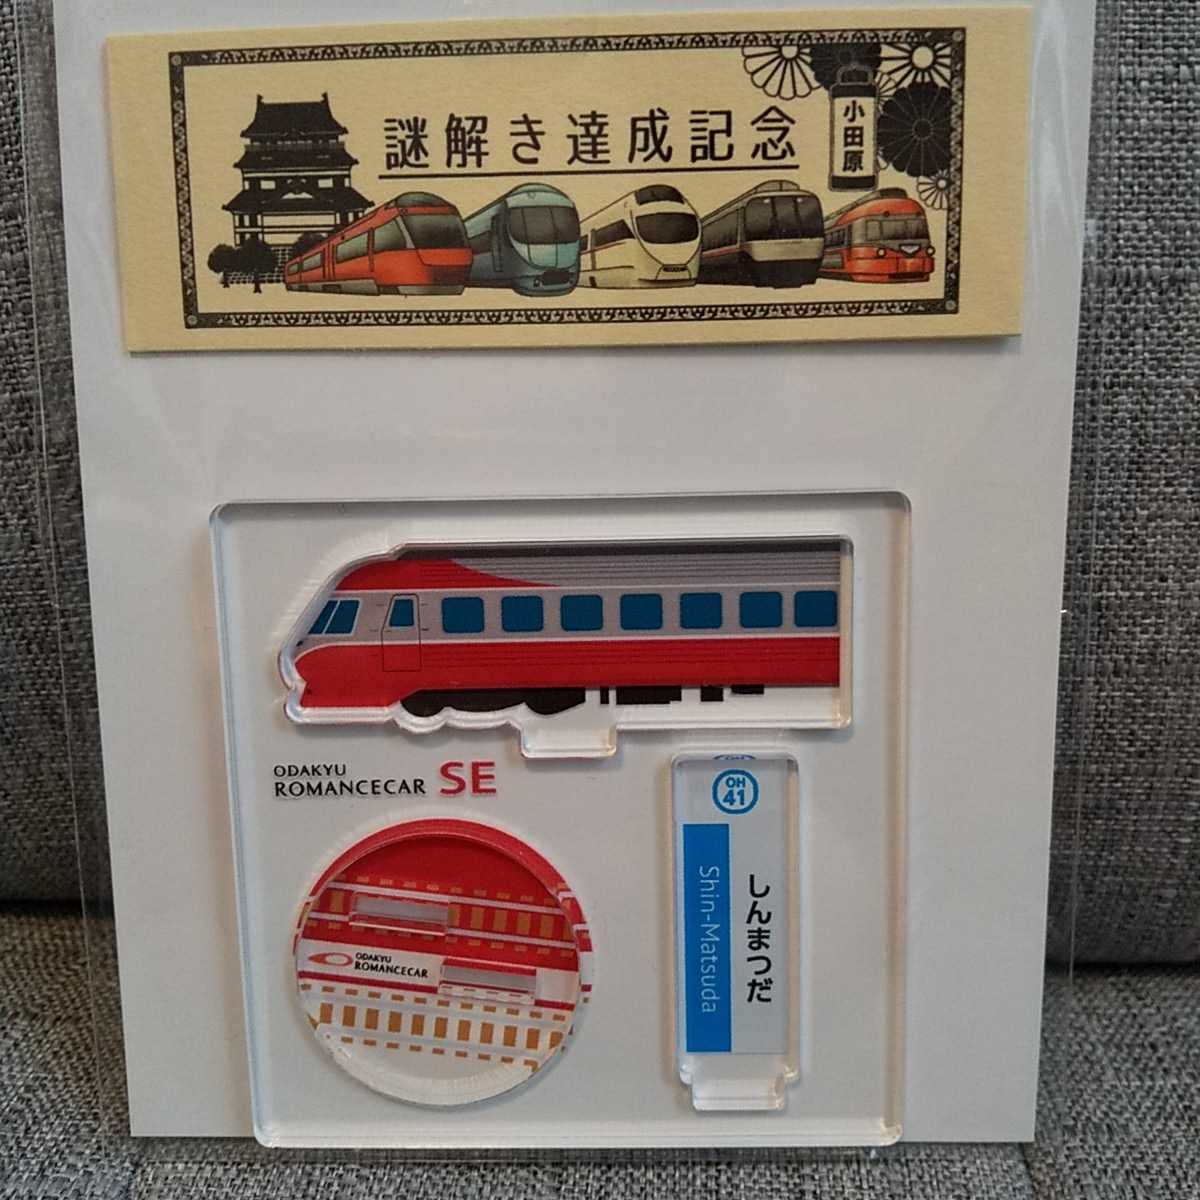 謎解き達成記念
小田原
ODAKYU
ROMANCECAR SE
OH
41
しんまつだ
Shin-Matsuda
ODAKYU
ROMANCECAR